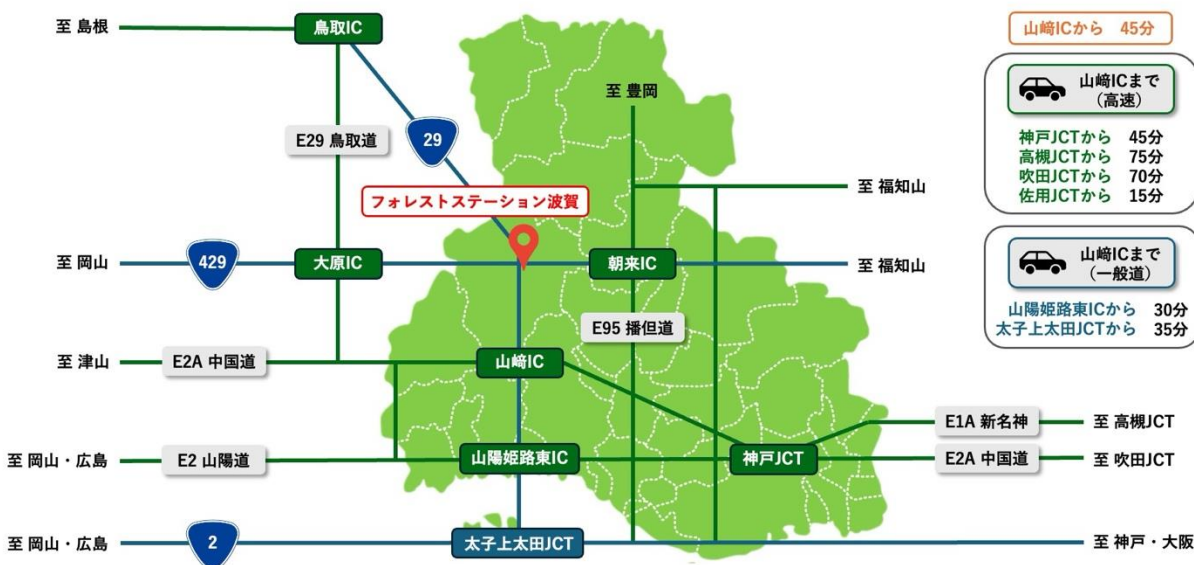 至 島根
鳥取IC
山﨑ICから 45分
山﨑ICまで
(高速)
神戸JCTから 45分
高槻JCTから 75分
吹田JCTから 70分
佐用JCTから 15分
至 豊岡
E29 鳥取道
29
フォレストステーション波賀
至 福知山
至 岡山
429
大原IC
朝来IC
至 福知山
山﨑ICまで
(一般道)
山陽姫路東ICから 30分
太子上太田JCTから 35分
E95 播但道
至 津山
E2A 中国道
山﨑IC
E1A 新名神
至 高槻JCT
至 岡山・広島
E2 山陽道
山陽姫路東IC
神戸JCT
E2A 中国道
至 吹田JCT
至 岡山・広島
2
太子上太田JCT
至 神戸・大阪